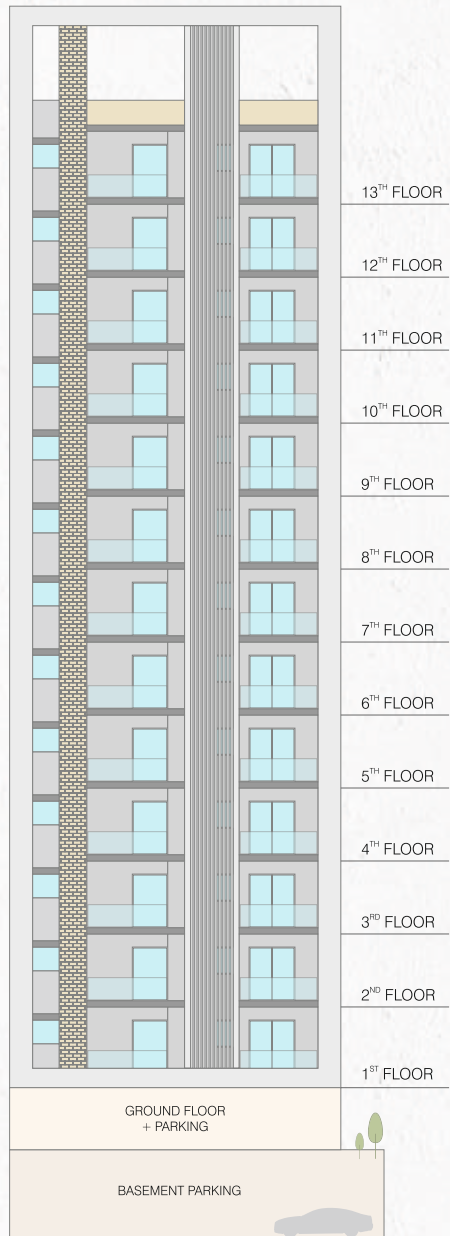 13TH FLOOR
12TH FLOOR
11TH FLOOR
10TH FLOOR
9TH FLOOR
8TH FLOOR
7TH FLOOR
6TH FLOOR
5TH FLOOR
4TH FLOOR
3RD FLOOR
2ND FLOOR
1ST FLOOR
GROUND FLOOR
+ PARKING
BASEMENT PARKING